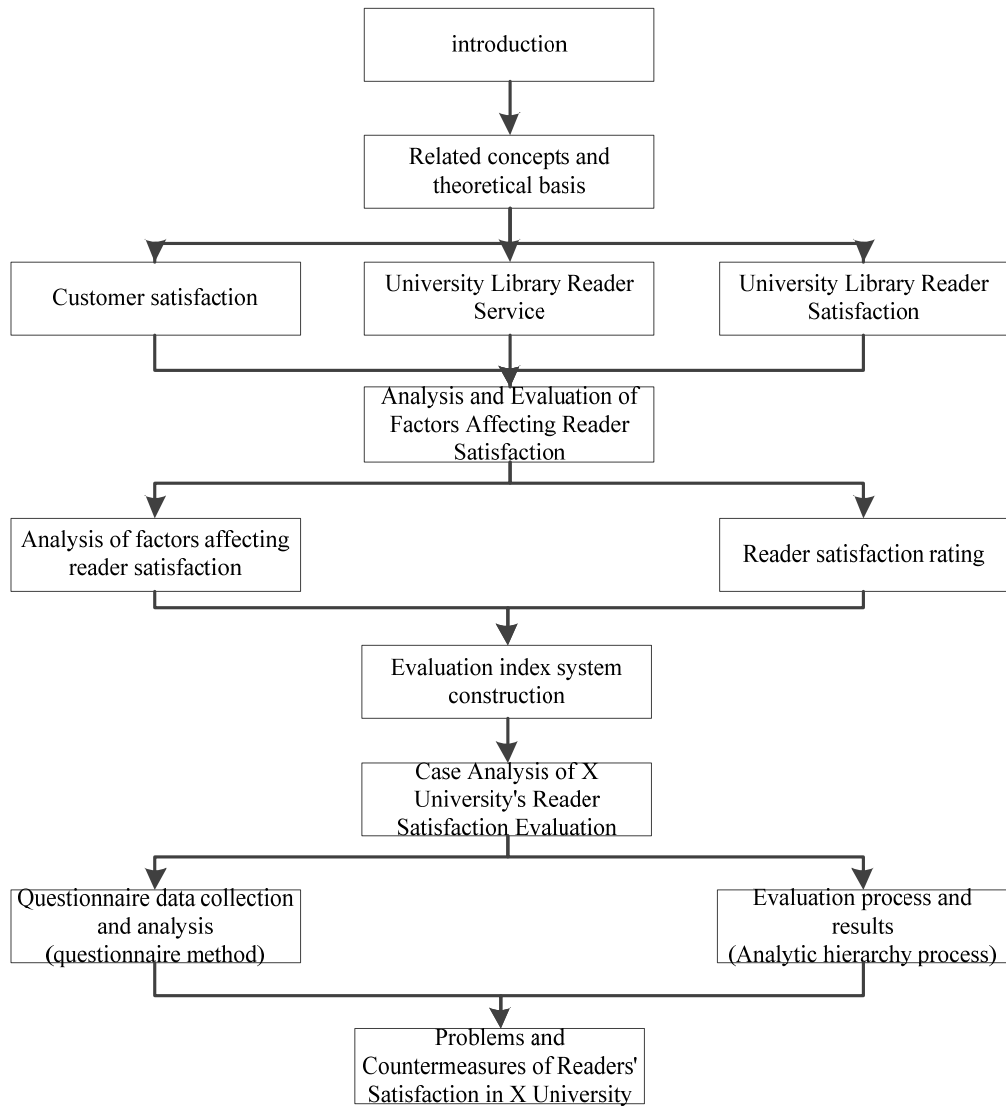 introduction
Related concepts and
theoretical basis
Customer satisfaction
University Library Reader
Service
University Library Reader
Satisfaction
Analysis and Evaluation of
Factors Affecting Reader
Satisfaction
Analysis of factors affecting
reader satisfaction
Reader satisfaction rating
Evaluation index system
construction
Case Analysis of X
University's Reader
Satisfaction Evaluation
Questionnaire data collection
and analysis
(questionnaire method)
Evaluation process and
results
(Analytic hierarchy process)
Problems and
Countermeasures of Readers'
Satisfaction in X University